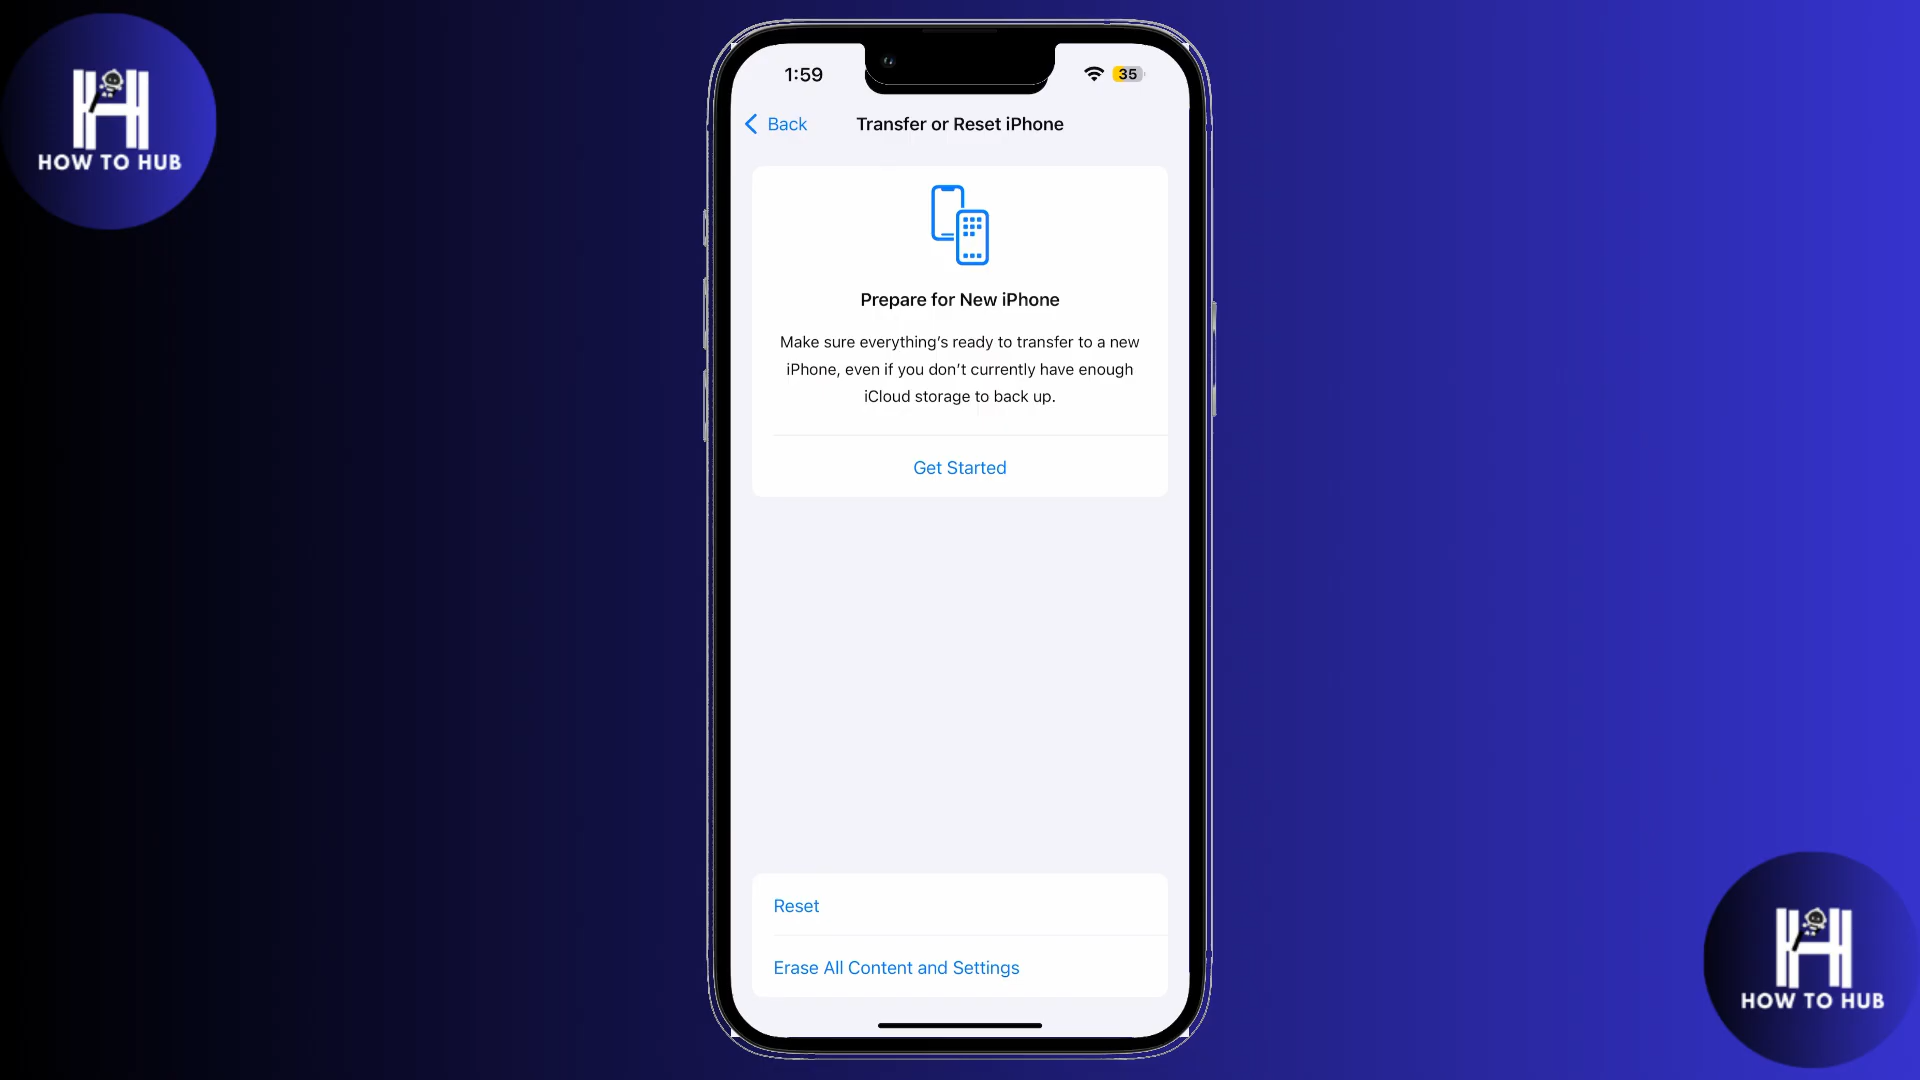 HOW TO HUB
1:59
35
Back
Transfer or Reset iPhone
Prepare for New iPhone
Make sure everything’s ready to transfer to a new
iPhone, even if you don’t currently have enough
iCloud storage to back up.
Get Started
Reset
Erase All Content and Settings
HOW TO HUB